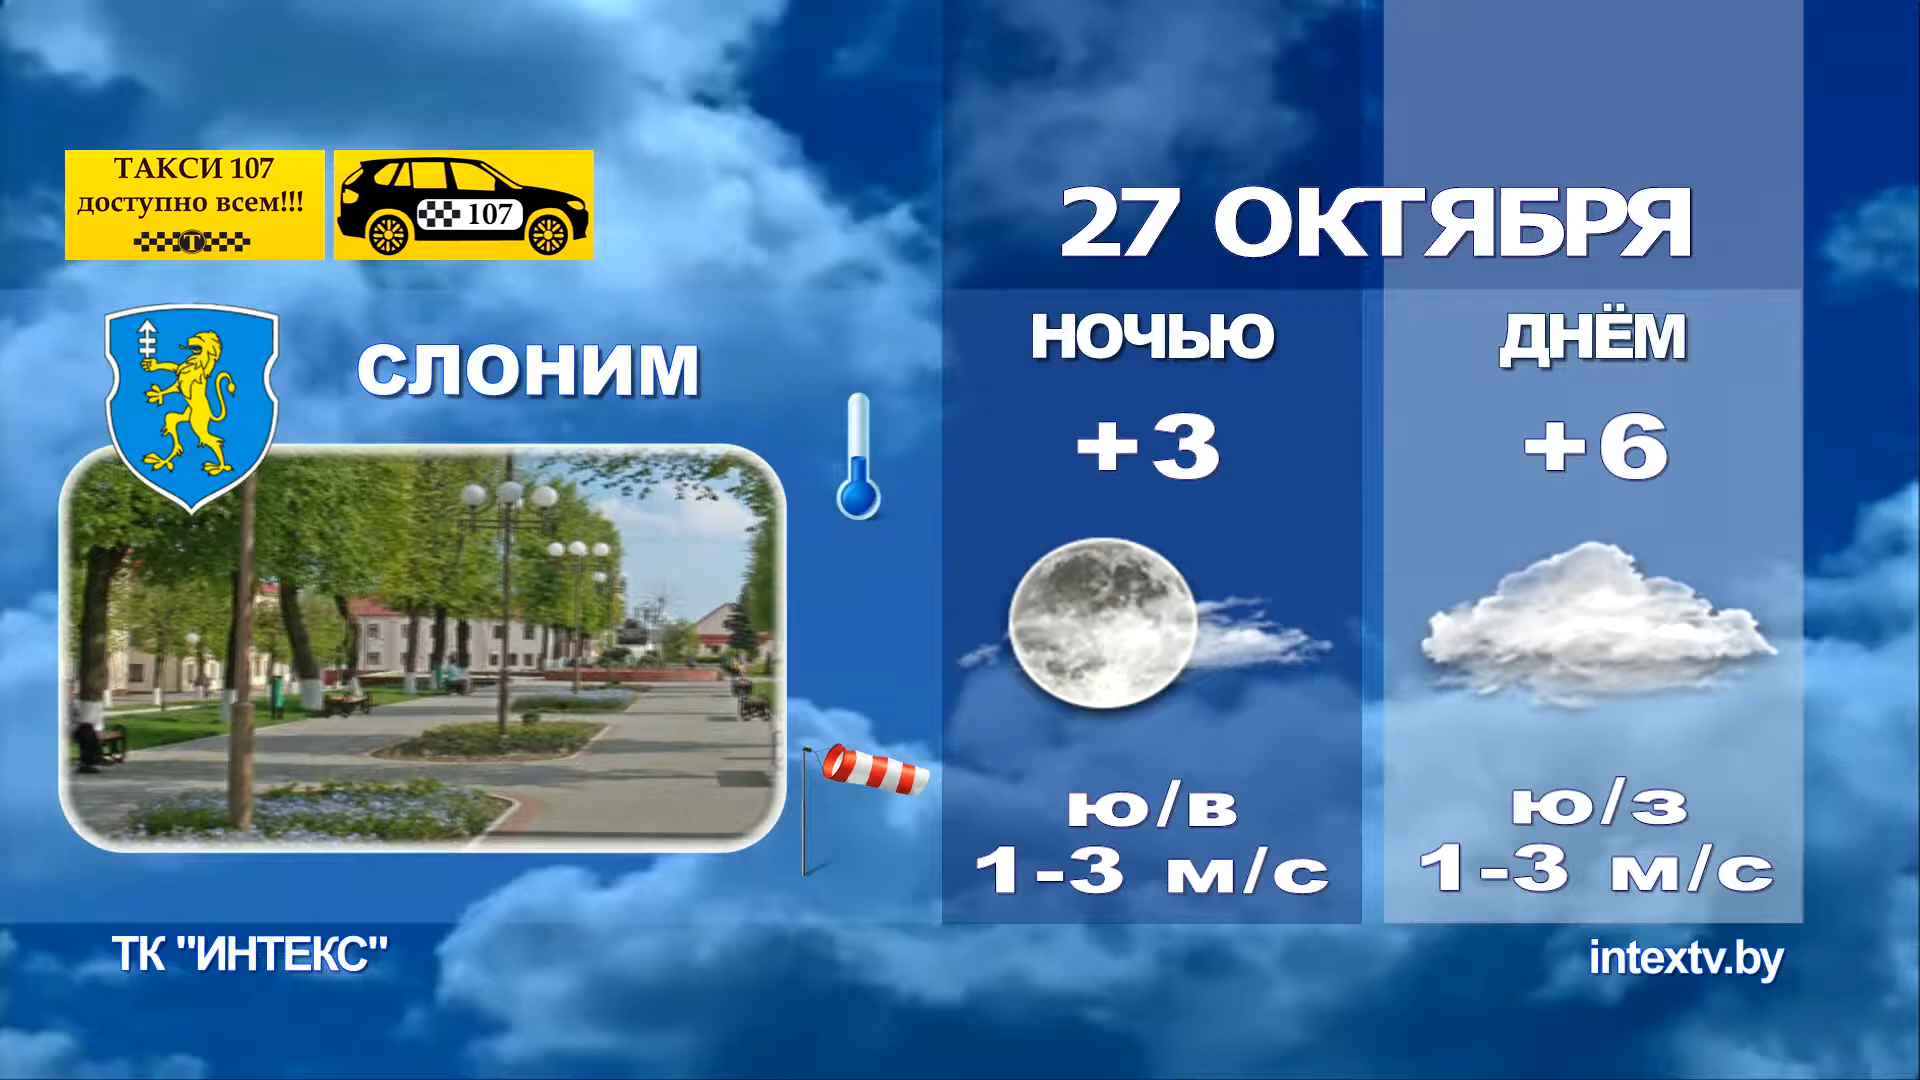 ТАКСИ 107
доступно всем!!!
Т
107
27 ОКТЯБРЯ
СЛОНИМ
НОЧЬЮ
ДНЁМ
+3
+6
Ю/В
1-3 М/С
Ю/З
1-3 М/С
ТК "ИНТЕКС"
intextv.by